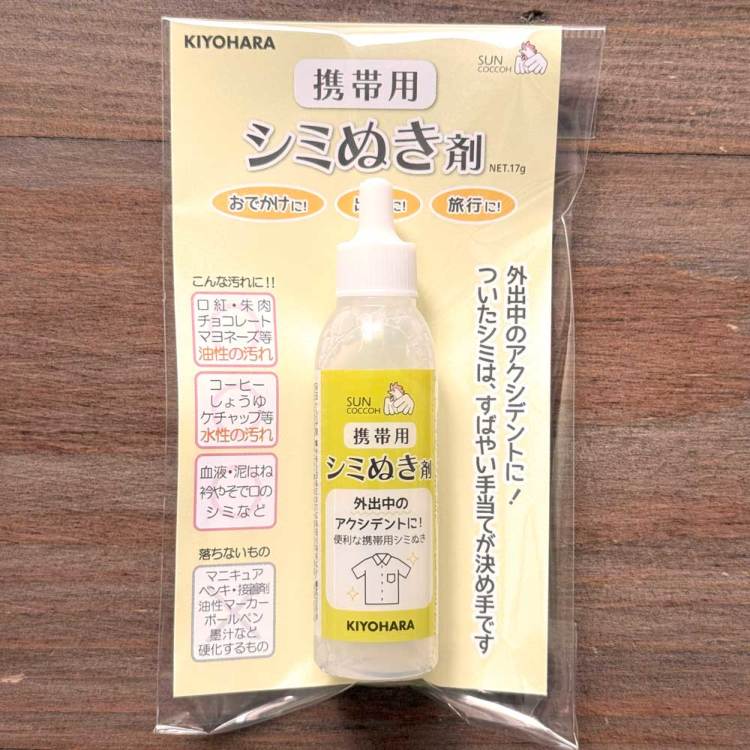 KIYOHARA
SUN
COCCOH
携帯用
シミぬき剤
NET.17g
おでかけに!
出 に!
旅行に!
こんな汚れに!!
口紅・朱肉
チョコレート
マヨネーズ等
油性の汚れ
コーヒー
しょうゆ
ケチャップ等
水性の汚れ
血液・泥はね
衿やそで口の
シミなど
落ちないもの
マニキュア
ペンキ・接着剤
油性マーカー
ボールペン
墨汁など
硬化するもの
外出中のアクシデントに!
ついたシミは、すばやい手当てが決め手です
SUN
COCCOH
携帯用
シミぬき剤
外出中の
アクシデントに!
便利な携帯用シミぬき
KIYOHARA